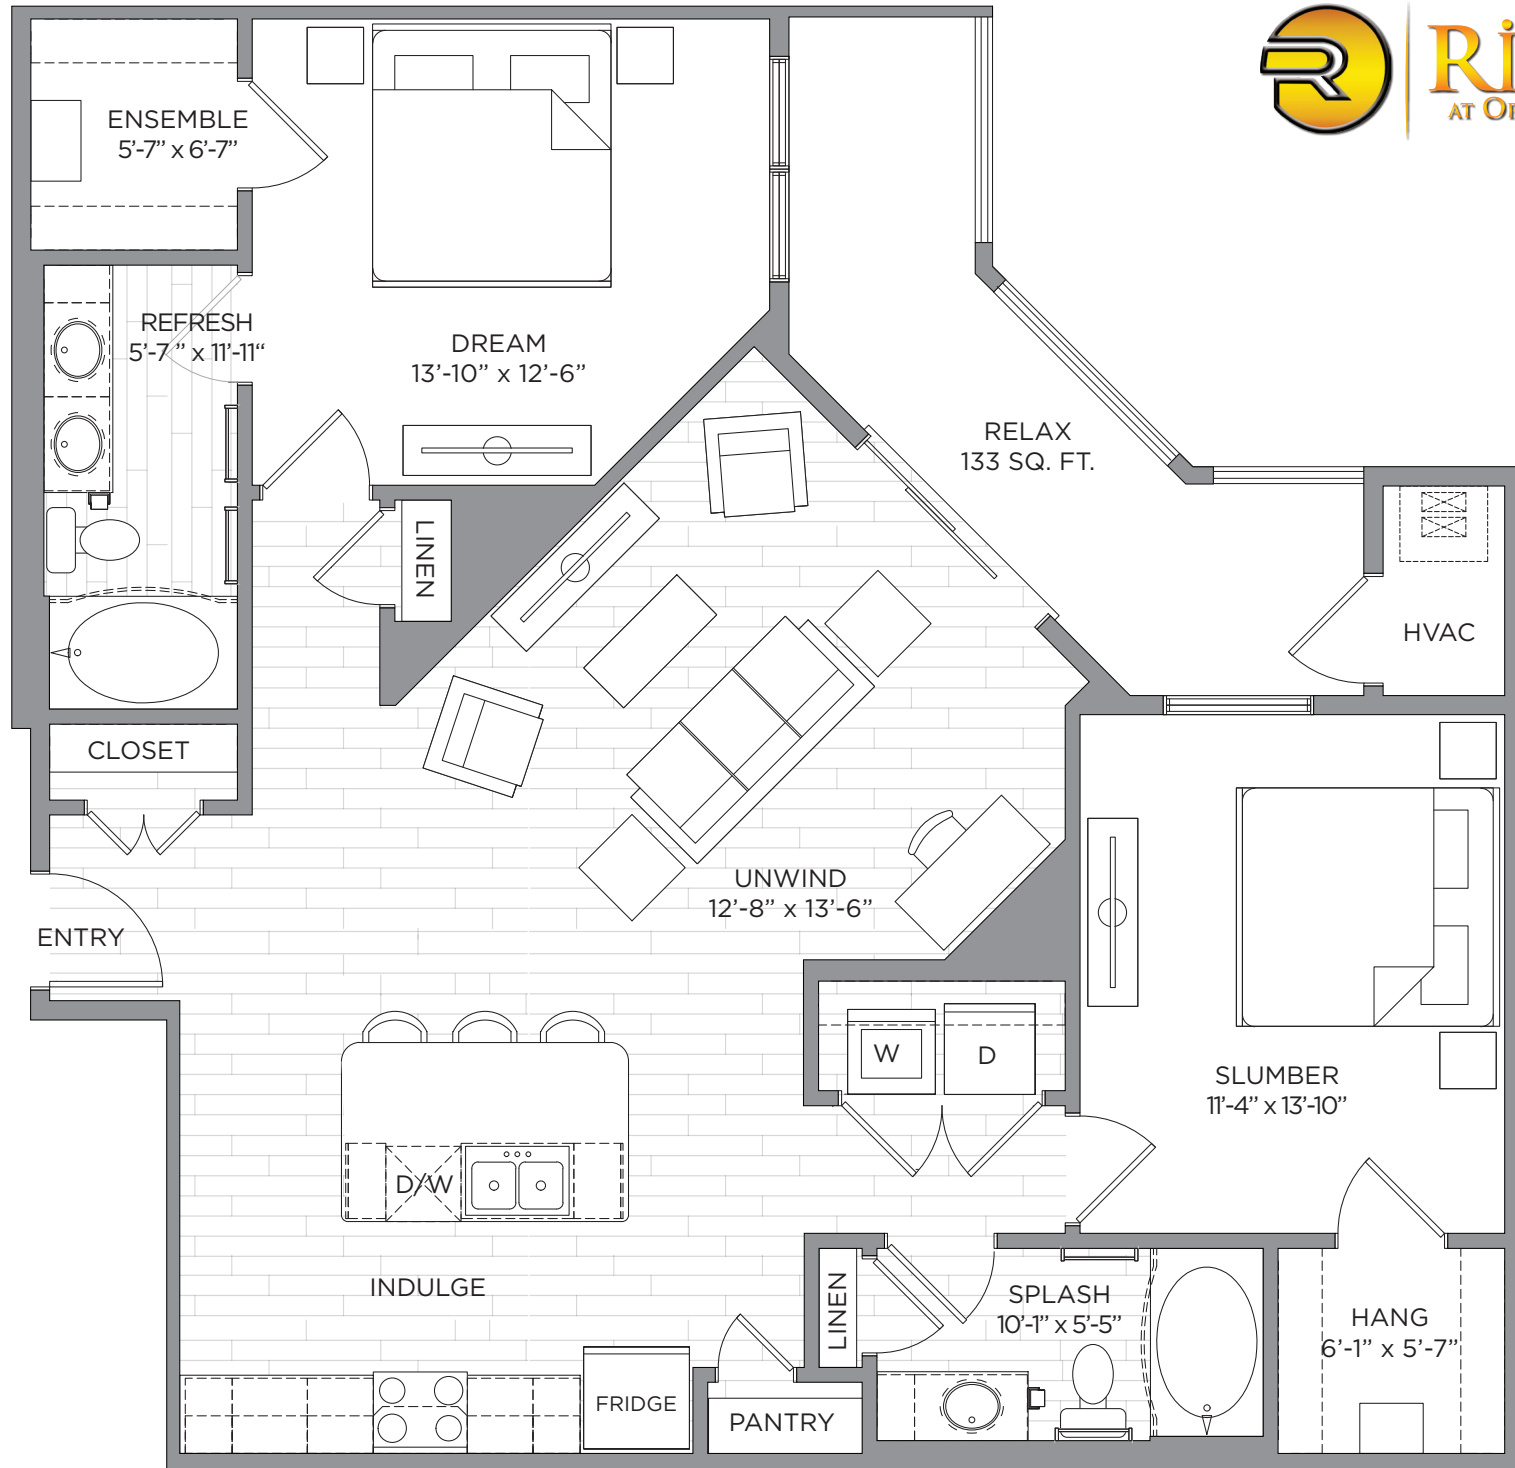 Ri
AT O
ENSEMBLE
5'-7" x 6'-7"
REFRESH
5'-7 " x 11'-11“
DREAM
13'-10” x 12'-6”
RELAX
133 SQ. FT.
LINEN
HVAC
CLOSET
UNWIND
12'-8” x 13'-6”
ENTRY
W
D
SLUMBER
11'-4” x 13'-10”
D/W
INDULGE
LINEN
SPLASH
10'-1” x 5'-5”
HANG
6'-1” x 5'-7”
FRIDGE
PANTRY